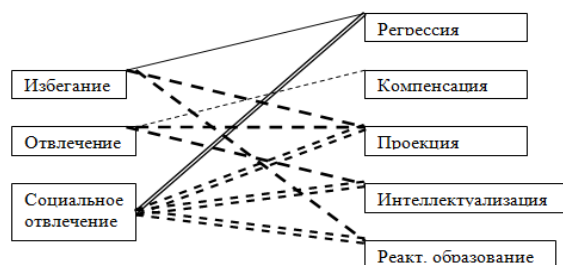 Регрессия
Избегание
Компенсация
Отвлечение
Проекция
Социальное
отвлечение
Интеллектуализация
Реакт. образование